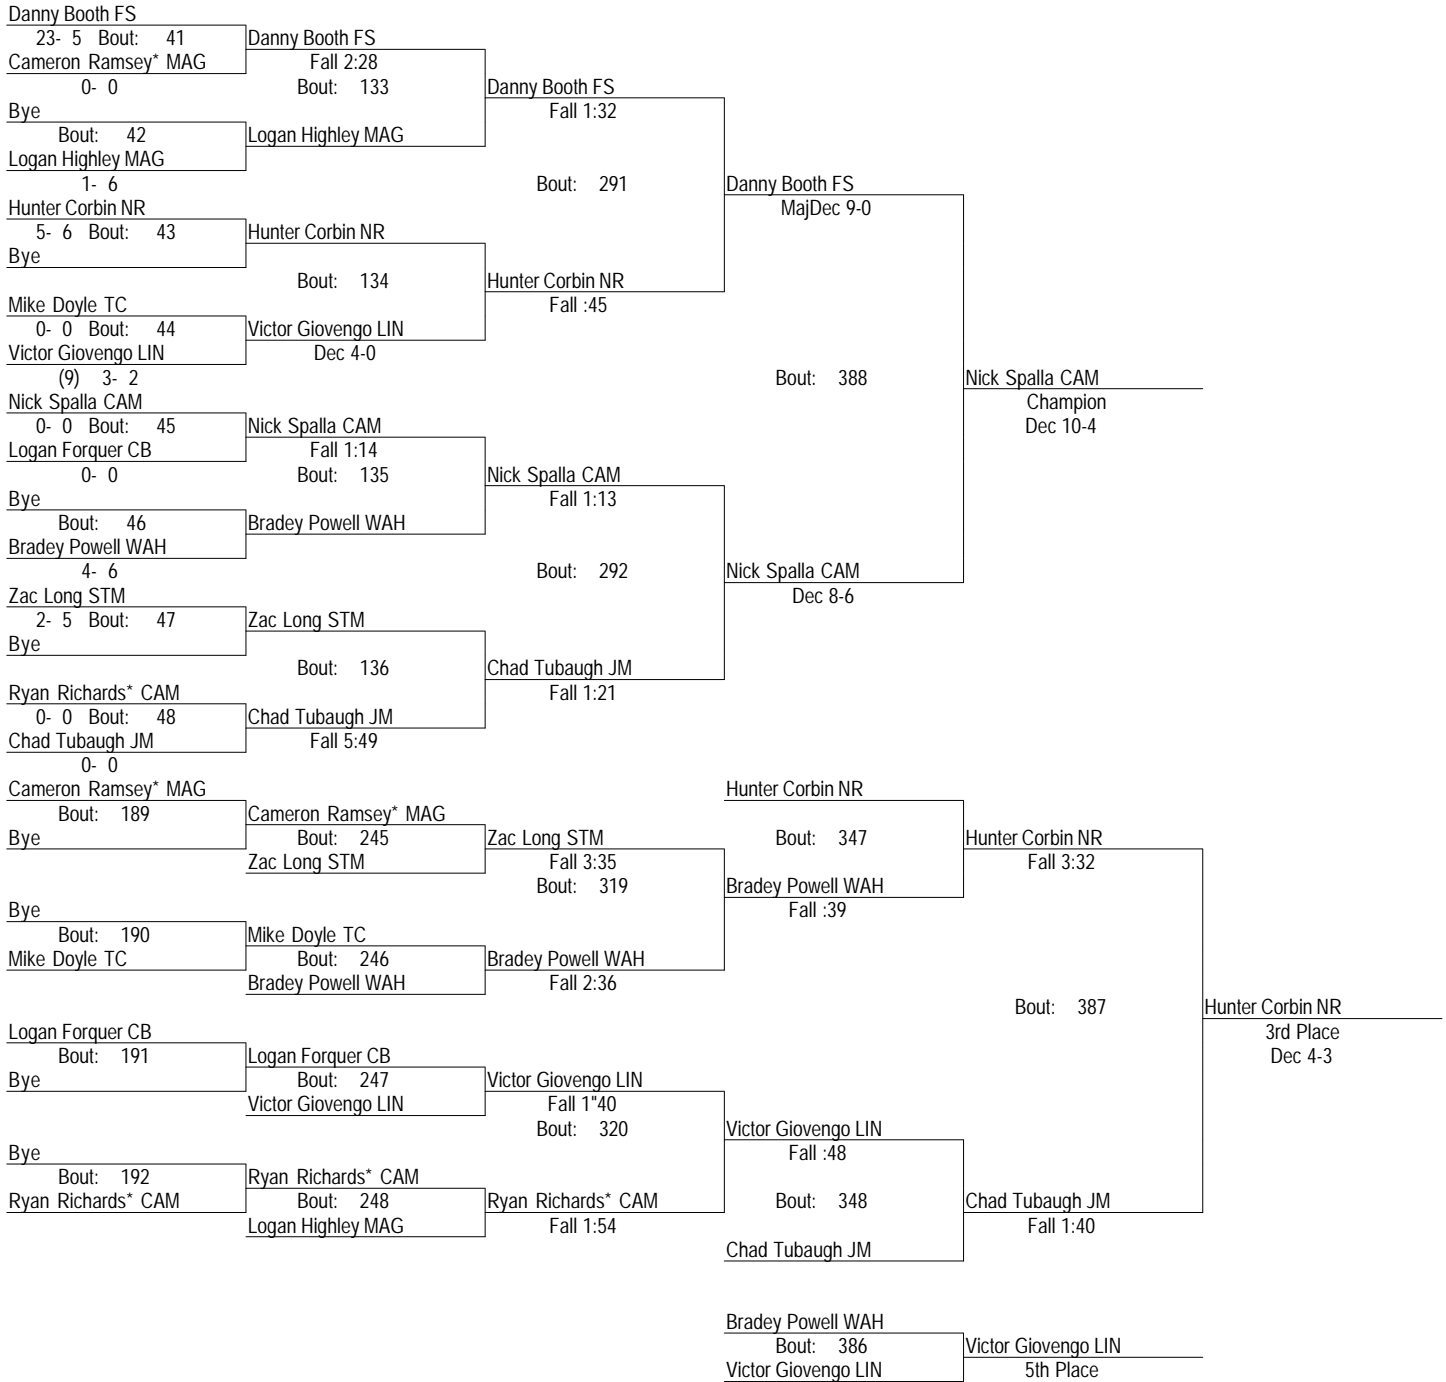 Danny Booth FS
23- 5 Bout: 41
Danny Booth FS
Cameron Ramsey* MAG
Fall 2:28
0- 0
Bout: 133
Danny Booth FS
Bye
Fall 1:32
Bout: 42
Logan Highley MAG
Logan Highley MAG
1- 6
Bout: 291
Danny Booth FS
Hunter Corbin NR
MajDec 9-0
5- 6 Bout: 43
Hunter Corbin NR
Bye
Bout: 134
Hunter Corbin NR
Mike Doyle TC
Fall :45
0- 0 Bout: 44
Victor Giovengo LIN
Victor Giovengo LIN
Dec 4-0
(9) 3- 2
Bout: 388
Nick Spalla CAM
Nick Spalla CAM
Champion
0- 0 Bout: 45
Nick Spalla CAM
Dec 10-4
Logan Forquer CB
Fall 1:14
0- 0
Bout: 135
Nick Spalla CAM
Bye
Fall 1:13
Bout: 46
Bradey Powell WAH
Bradey Powell WAH
4- 6
Bout: 292
Nick Spalla CAM
Zac Long STM
Dec 8-6
2- 5 Bout: 47
Zac Long STM
Bye
Bout: 136
Chad Tubaugh JM
Ryan Richards* CAM
Fall 1:21
0- 0 Bout: 48
Chad Tubaugh JM
Chad Tubaugh JM
Fall 5:49
0- 0
Cameron Ramsey* MAG
Hunter Corbin NR
Bout: 189
Cameron Ramsey* MAG
Bye
Bout: 245
Zac Long STM
Bout: 347
Hunter Corbin NR
Zac Long STM
Fall 3:35
Fall 3:32
Bout: 319
Bradey Powell WAH
Bye
Fall :39
Bout: 190
Mike Doyle TC
Mike Doyle TC
Bout: 246
Bradey Powell WAH
Bradey Powell WAH
Fall 2:36
Bout: 387
Hunter Corbin NR
Logan Forquer CB
3rd Place
Bout: 191
Logan Forquer CB
Dec 4-3
Bye
Bout: 247
Victor Giovengo LIN
Victor Giovengo LIN
Fall 1"40
Bout: 320
Victor Giovengo LIN
Bye
Fall :48
Bout: 192
Ryan Richards* CAM
Ryan Richards* CAM
Bout: 248
Ryan Richards* CAM
Bout: 348
Chad Tubaugh JM
Logan Highley MAG
Fall 1:54
Fall 1:40
Chad Tubaugh JM
Bradey Powell WAH
Bout: 386
Victor Giovengo LIN
Victor Giovengo LIN
5th Place